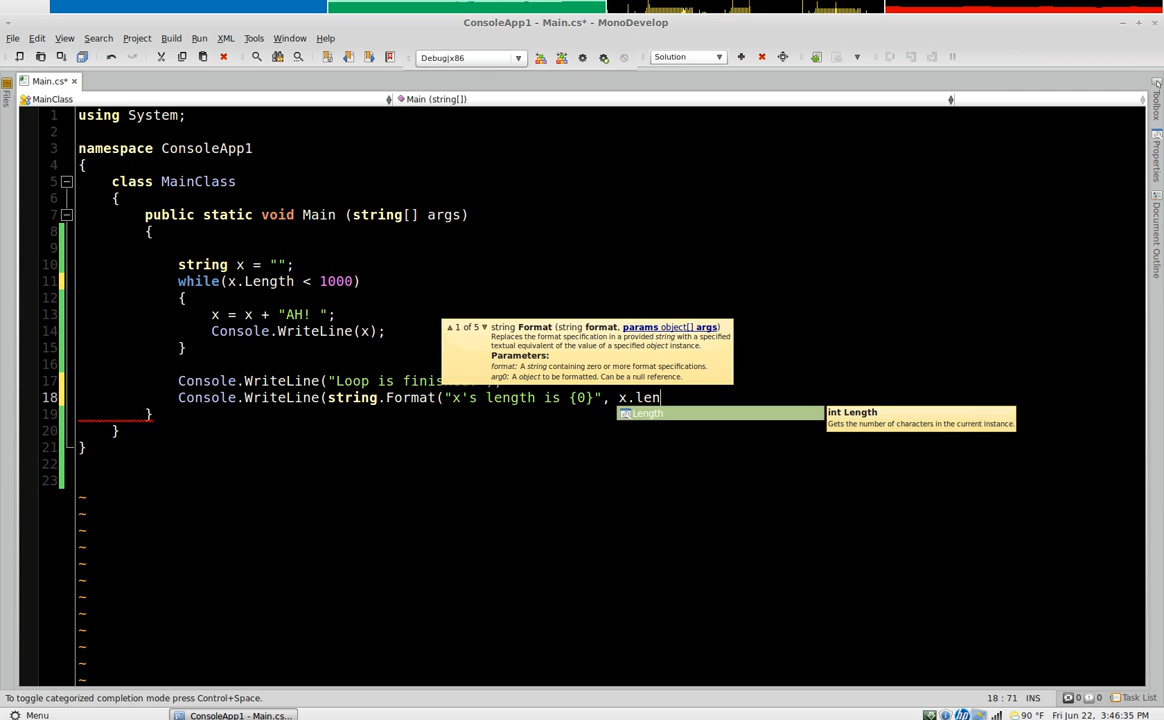 ConsoleApp1 - Main.cs* - MonoDevelop
File Edit View Search Project Build Run XML Tools Window Help
Debug|x86
Solution
Main.cs*
MainClass
Main (string[])
Files
Toolbox
Properties
Document Outline
1 using System;
2
3 namespace ConsoleApp1
4 {
5 class MainClass
6 {
7 public static void Main (string[] args)
8 {
9
10 string x = "";
11 while(x.Length < 1000)
12 {
13 x = x + "AH! ";
14 Console.WriteLine(x);
15 }
1 of 5 string Format (string format, params object[] args)
Replaces the format specification in a provided string with a specified
textual equivalent of the value of a specified object instance.
Parameters:
format: A string containing zero or more format specifications.
arg0: A object to be formatted. Can be a null reference.
16
17 Console.WriteLine("Loop is
18 Console.WriteLine(string.Format("x's length is {0}", x.len
Length
int Length
Gets the number of characters in the current instance.
19 }
20 }
21 }
22
23
~
~
~
~
~
~
~
~
~
~
~
~
To toggle categorized completion mode press Control+Space.
18 : 71 INS
0 0 Task List
Menu
ConsoleApp1 - Main.cs...
90 °F Fri Jun 22, 3:46:35 PM